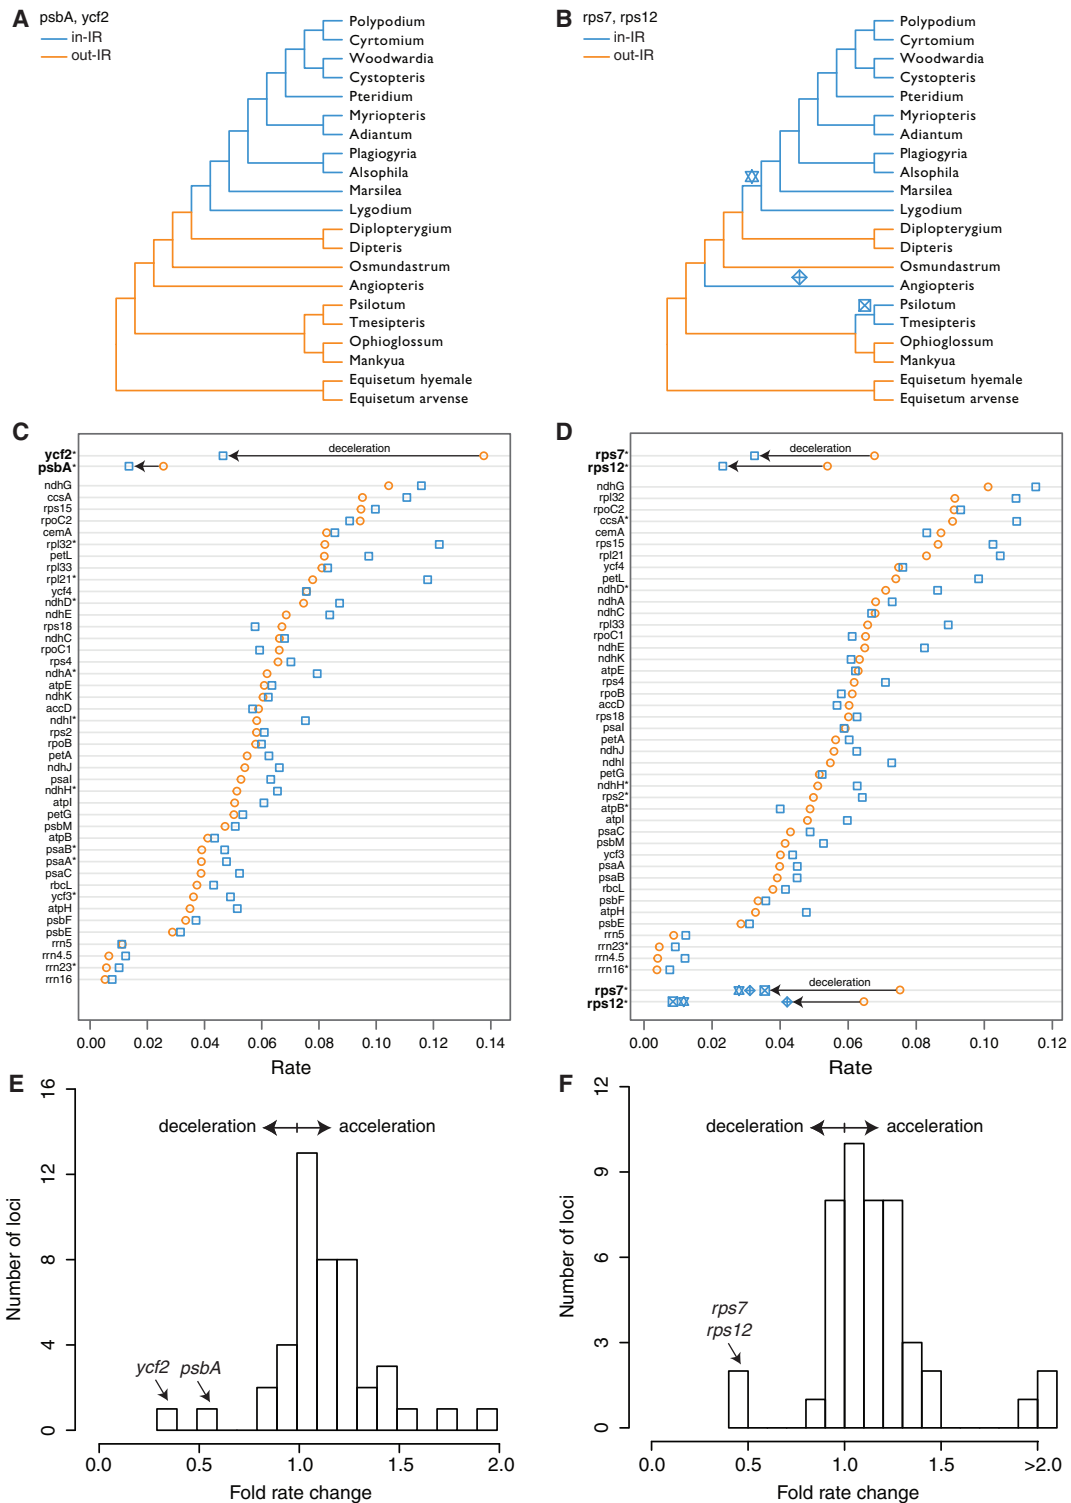 A
psbA, ycf2
in-IR
out-IR
Polypodium
Cyrtomium
Woodwardia
Cystopteris
Pteridium
Myriopteris
Adiantum
Plagiogyria
Alsophila
Marsilea
Lygodium
Diplopterygium
Dipteris
Osmundastrum
Angiopteris
Psilotum
Tmesipteris
Ophioglossum
Mankyua
Equisetum hyemale
Equisetum arvense
B
rps7, rps12
in-IR
out-IR
Polypodium
Cyrtomium
Woodwardia
Cystopteris
Pteridium
Myriopteris
Adiantum
Plagiogyria
Alsophila
Marsilea
Lygodium
Diplopterygium
Dipteris
Osmundastrum
Angiopteris
Psilotum
Tmesipteris
Ophioglossum
Mankyua
Equisetum hyemale
Equisetum arvense
C
ycf2*
deceleration
psbA*
ndhG
ccsA
rps15
rpoC2
cemA
rpl32*
petL
rpl33
rpl21*
ycf4
ndhD*
ndhE
rps18
ndhC
rpoC1
rps4
ndhA*
atpE
ndhK
accD
ndhI*
rps2
rpoB
petA
ndhJ
psaI
ndhH*
atpI
petG
psbM
atpB
psaB*
psaA*
psaC
rbcL
ycf3*
atpH
psbF
psbE
rrn5
rrn4.5
rrn23*
rrn16
0.00 0.02 0.04 0.06 0.08 0.10 0.12 0.14
Rate
D
rps7*
deceleration
rps12*
ndhG
rpl32
rpoC2
ccsA*
cemA
rps15
rpl21
ycf4
petL
ndhD*
ndhA
ndhC
rpl33
rpoC1
ndhE
ndhK
atpE
rps4
rpoB
accD
rps18
psaI
petA
ndhJ
ndhI
petG
ndhH*
rps2*
atpB*
atpI
psaC
psbM
ycf3
psaA
psaB
rbcL
psbF
atpH
psbE
rrn5
rrn23*
rrn4.5
rrn16*
rps7*
deceleration
rps12*
0.00 0.02 0.04 0.06 0.08 0.10 0.12
Rate
E
16
12
8
4
0
Number of loci
deceleration
acceleration
ycf2
psbA
0.0 0.5 1.0 1.5 2.0
Fold rate change
F
12
9
6
3
0
Number of loci
deceleration
acceleration
rps7
rps12
0.0 0.5 1.0 1.5 >2.0
Fold rate change